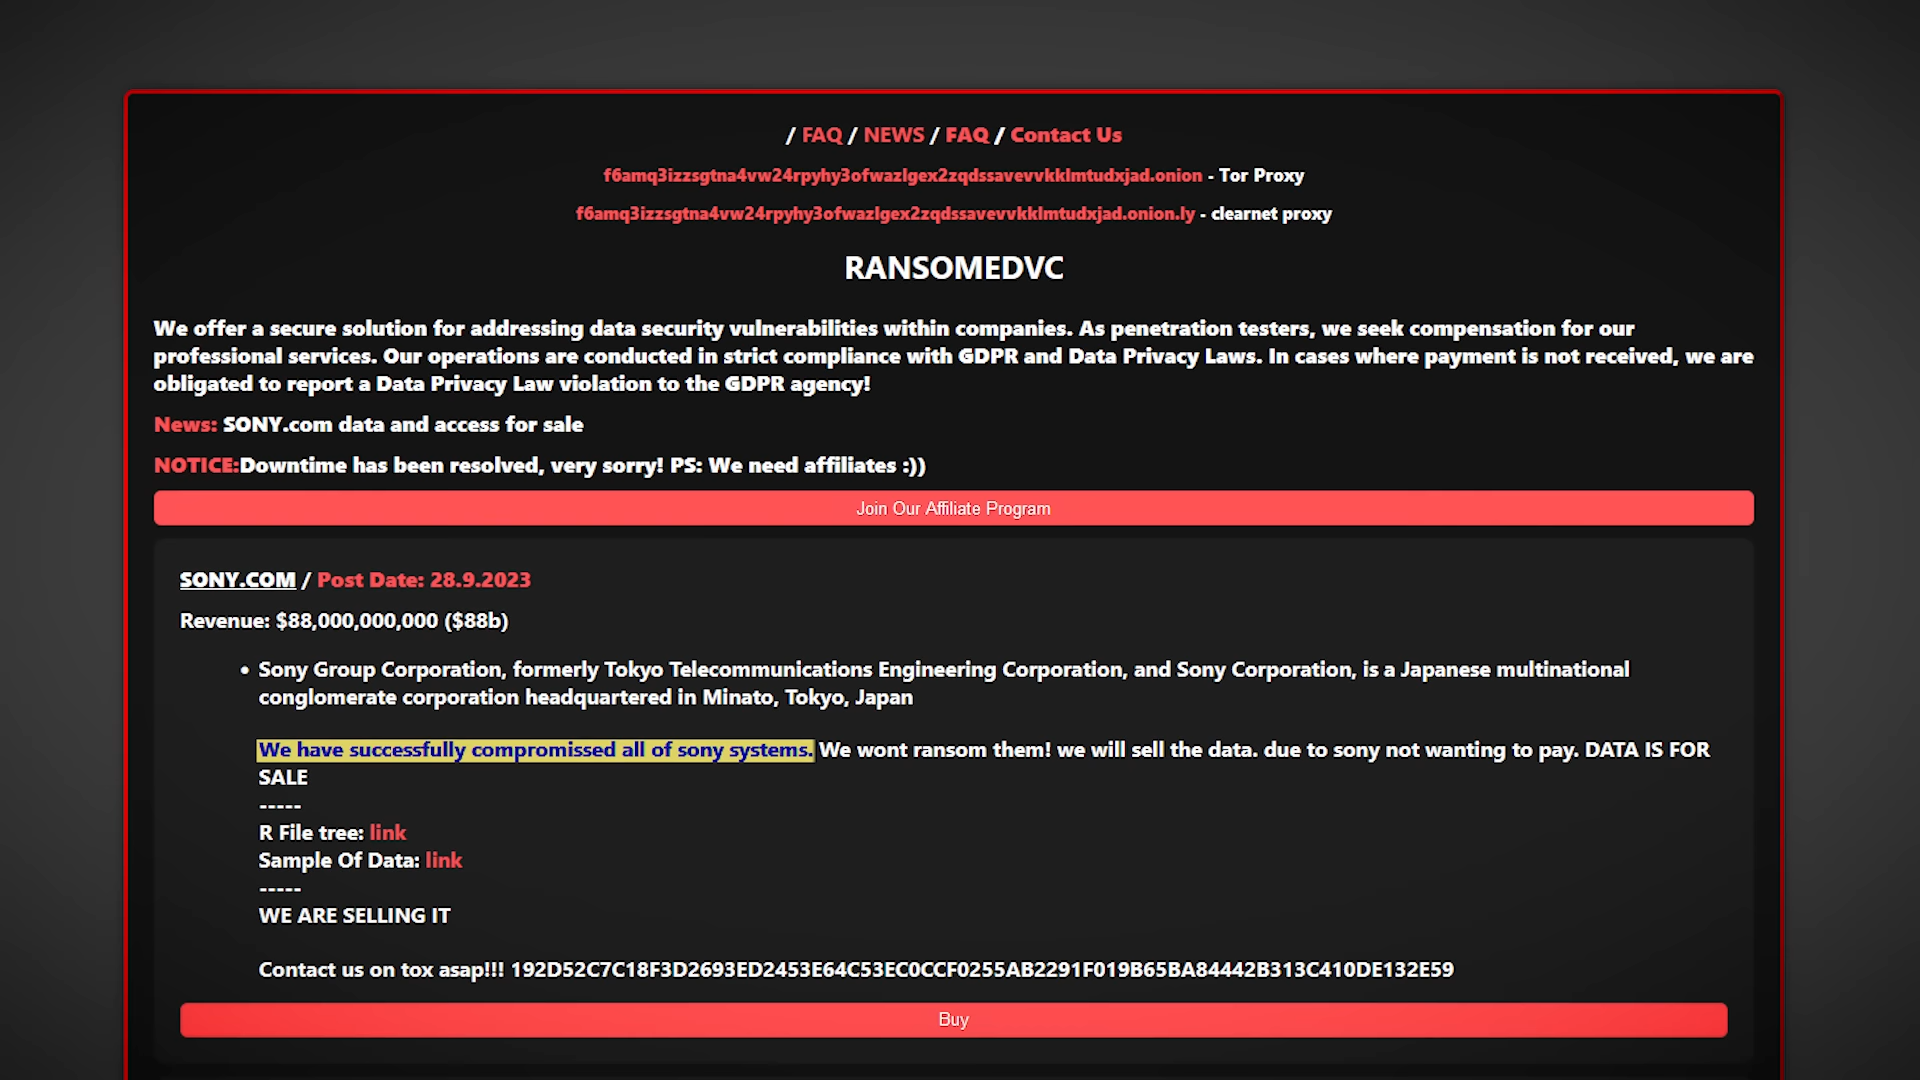 / FAQ / NEWS / FAQ / Contact Us
f6amq3izzsgtna4vw24rpyhy3ofwazlgex2zqdssavevvkklmtudxjad.onion - Tor Proxy
f6amq3izzsgtna4vw24rpyhy3ofwazlgex2zqdssavevvkklmtudxjad.onion.ly - clearnet proxy
RANSOMEDVC
We offer a secure solution for addressing data security vulnerabilities within companies. As penetration testers, we seek compensation for our
professional services. Our operations are conducted in strict compliance with GDPR and Data Privacy Laws. In cases where payment is not received, we are
obligated to report a Data Privacy Law violation to the GDPR agency!
News: SONY.com data and access for sale
NOTICE:Downtime has been resolved, very sorry! PS: We need affiliates :))
Join Our Affiliate Program
SONY.COM / Post Date: 28.9.2023
Revenue: $88,000,000,000 ($88b)
• Sony Group Corporation, formerly Tokyo Telecommunications Engineering Corporation, and Sony Corporation, is a Japanese multinational
conglomerate corporation headquartered in Minato, Tokyo, Japan
We have successfully compromissed all of sony systems. We wont ransom them! we will sell the data. due to sony not wanting to pay. DATA IS FOR
SALE
-----
R File tree: link
Sample Of Data: link
-----
WE ARE SELLING IT
Contact us on tox asap!!! 192D52C7C18F3D2693ED2453E64C53EC0CCF0255AB2291F019B65BA84442B313C410DE132E59
Buy